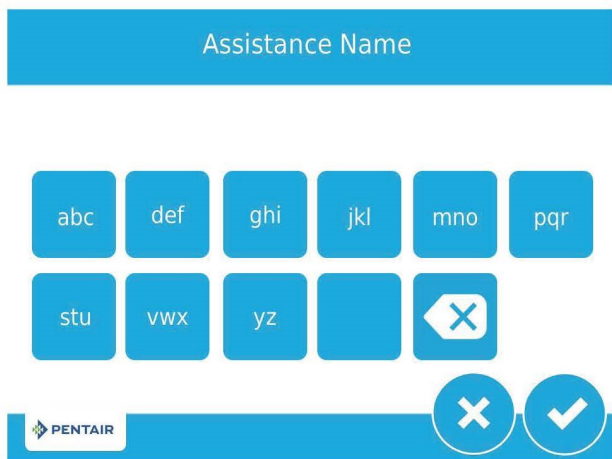 Assistance Name
abc def ghi jkl mno pqr
stu vwx yz
PENTAIR